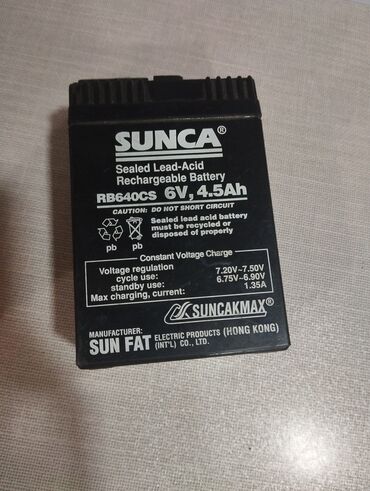 SUNCA®
Sealed Lead-Acid
Rechargeable Battery
RB640CS 6V, 4.5Ah
CAUTION: DO NOT SHORT CIRCUIT
Sealed lead acid battery
must be recycled or
disposed of properly
pb
pb
Constant Voltage Charge
Voltage regulation
cycle use: 7.20V~7.50V
standby use: 6.75V~6.90V
Max charging, current: 1.35A
SUNCAKMAX®
MANUFACTURER:
SUN FAT ELECTRIC PRODUCTS (HONG KONG)
(INT'L) CO., LTD.